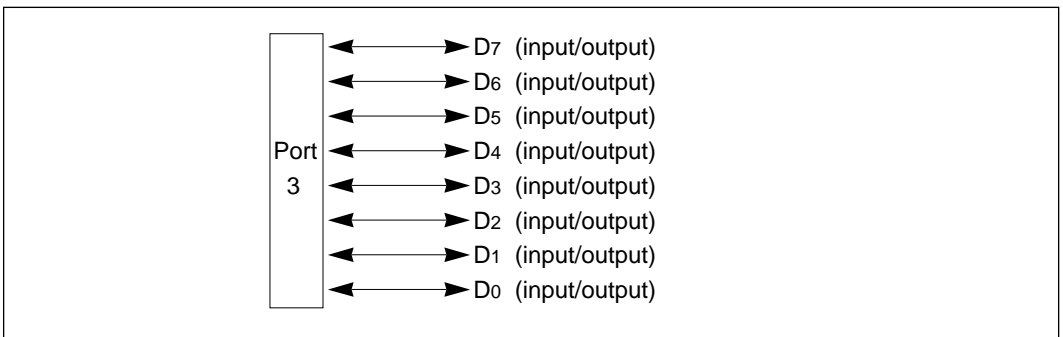 D7 (input/output)
D6 (input/output)
D5 (input/output)
Port
D4 (input/output)
3
D3 (input/output)
D2 (input/output)
D1 (input/output)
D0 (input/output)